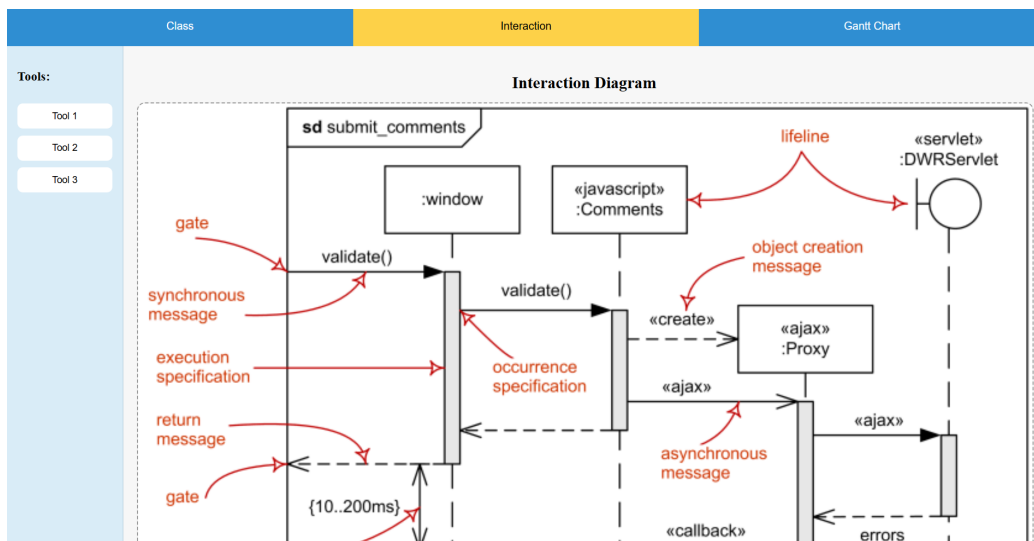 Class
Interaction
Gantt Chart
Tools:
Tool 1
Tool 2
Tool 3
Interaction Diagram
sd submit_comments
:window
«javascript»
:Comments
lifeline
«servlet»
:DWRServlet
gate
validate()
synchronous
message
validate()
object creation
message
«create»
«ajax»
:Proxy
execution
specification
occurrence
specification
«ajax»
«ajax»
return
message
asynchronous
message
gate
{10..200ms}
«callback»
errors